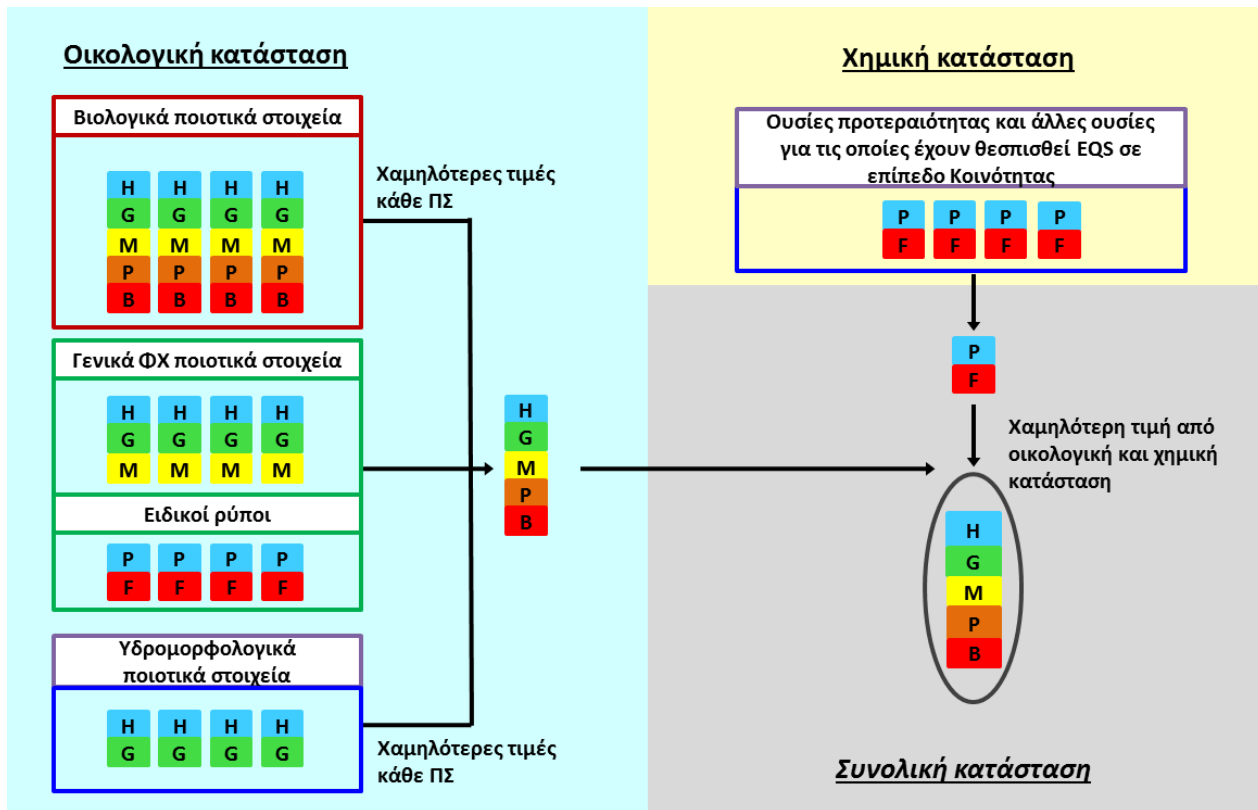 Οικολογική κατάσταση
Βιολογικά ποιοτικά στοιχεία
H H H H
G G G G
M M M M
P P P P
B B B B
Χαμηλότερες τιμές
κάθε ΠΣ
Γενικά ΦΧ ποιοτικά στοιχεία
H H H H
G G G G
M M M M
Ειδικοί ρύποι
P P P P
F F F F
Υδρομορφολογικά
ποιοτικά στοιχεία
H H H H
G G G G
Χαμηλότερες τιμές
κάθε ΠΣ
H
G
M
P
B
Χημική κατάσταση
Ουσίες προτεραιότητας και άλλες ουσίες
για τις οποίες έχουν θεσπισθεί EQS σε
επίπεδο Κοινότητας
P P P P
F F F F
P
F
Χαμηλότερη τιμή από
οικολογική και χημική
κατάσταση
H
G
M
P
B
Συνολική κατάσταση